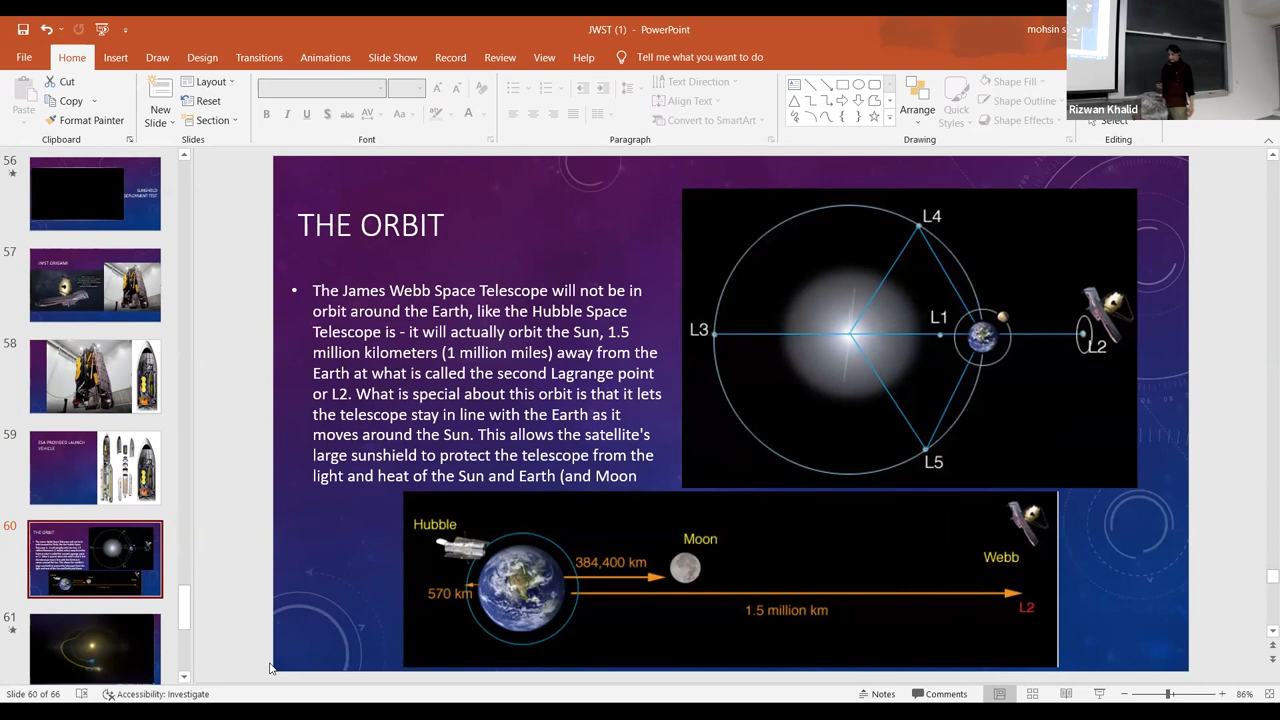 JWST (1) - PowerPoint
mohsin s
File
Home
Insert
Draw
Design
Transitions
Animations
Slide Show
Record
Review
View
Help
Tell me what you want to do
Paste
Cut
Copy
Format Painter
Clipboard
New
Slide
Layout
Reset
Section
Slides
Font
Text Direction
Align Text
Convert to SmartArt
Paragraph
Arrange
Quick
Styles
Shape Fill
Shape Outline
Shape Effects
Drawing
Select
Editing
Rizwan Khalid
56
57
58
59
60
61
THE ORBIT
• The James Webb Space Telescope will not be in
orbit around the Earth, like the Hubble Space
Telescope is - it will actually orbit the Sun, 1.5
million kilometers (1 million miles) away from the
Earth at what is called the second Lagrange point
or L2. What is special about this orbit is that it lets
the telescope stay in line with the Earth as it
moves around the Sun. This allows the satellite's
large sunshield to protect the telescope from the
light and heat of the Sun and Earth (and Moon
L4
L1
L3
L2
L5
Hubble
570 km
384,400 km
Moon
1.5 million km
Webb
L2
Slide 60 of 66
Accessibility: Investigate
Notes
Comments
86%